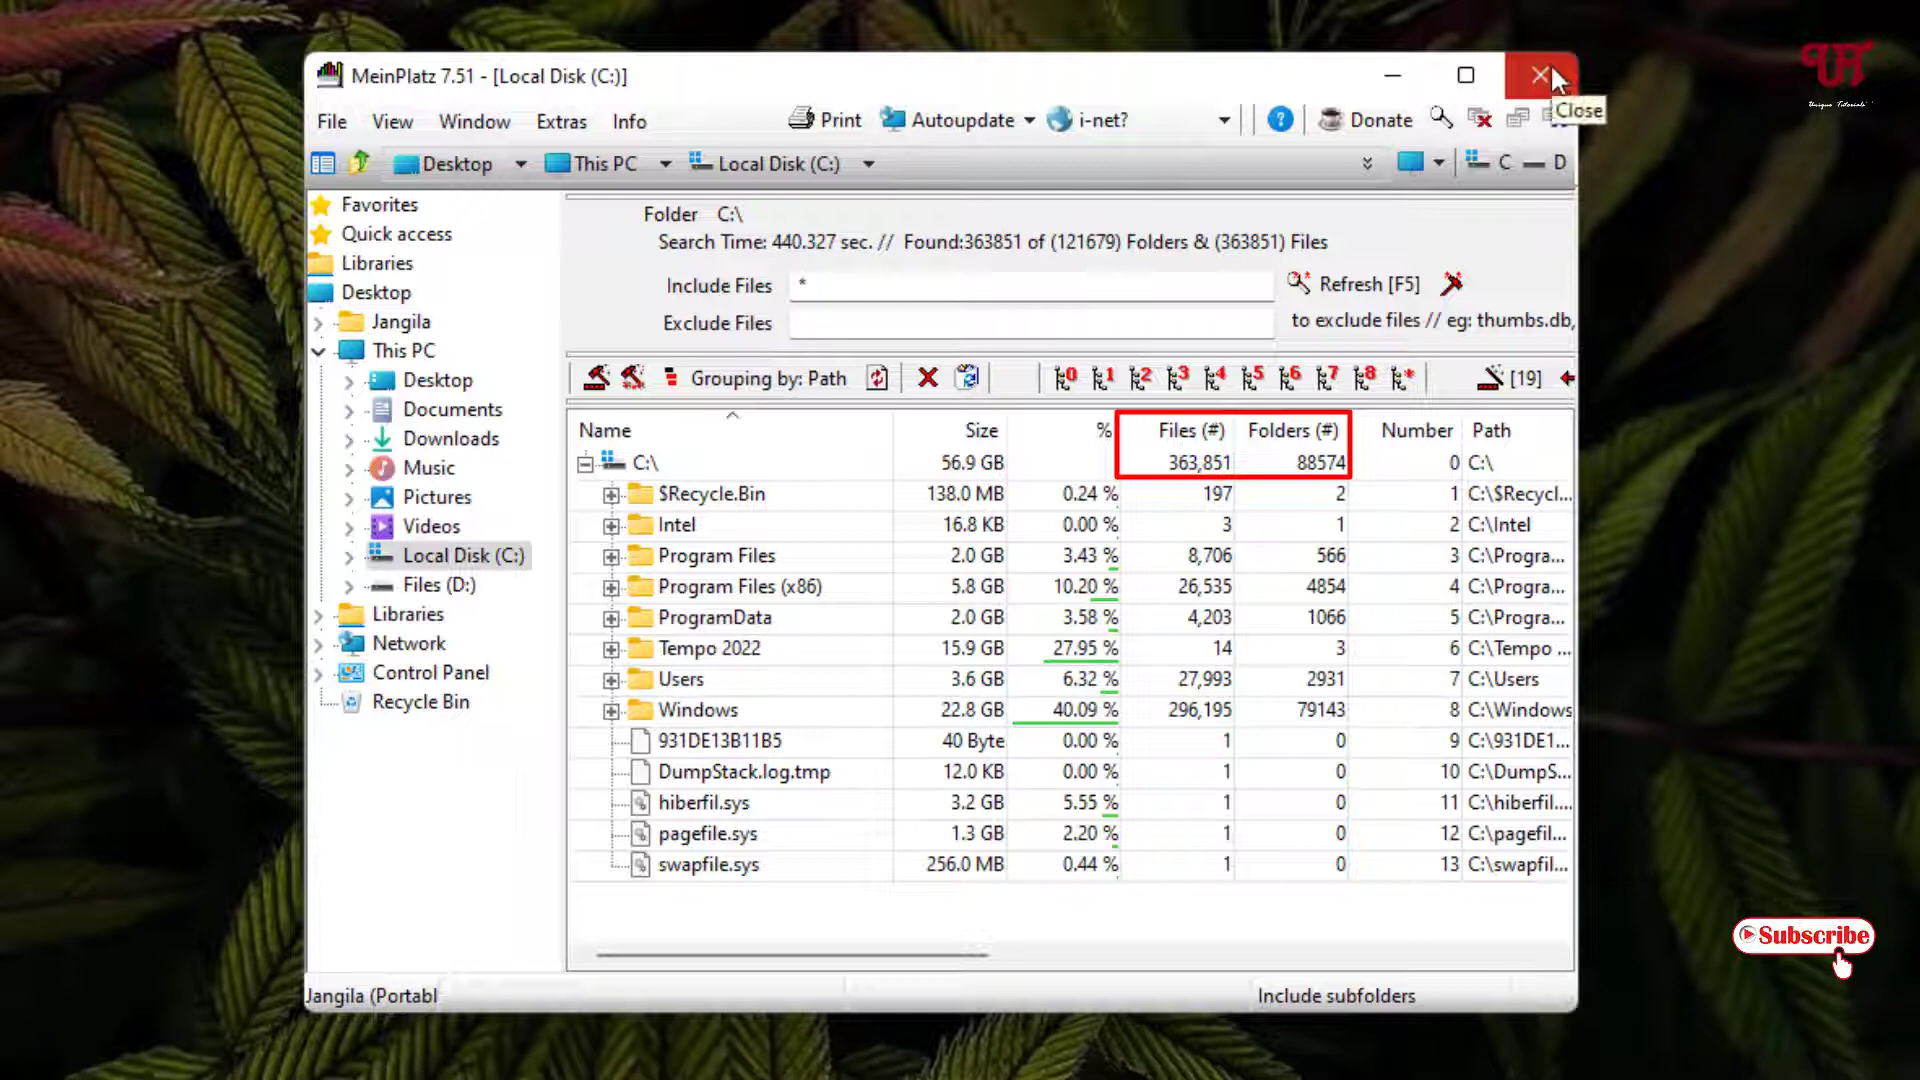 MeinPlatz 7.51 - [Local Disk (C:)]
UT
Unique Tutorials
Close
File View Window Extras Info Print Autoupdate i-net? ? Donate
Desktop This PC Local Disk (C:) C D
Favorites
Quick access
Libraries
Desktop
Jangila
This PC
Desktop
Documents
Downloads
Music
Pictures
Videos
Local Disk (C:)
Files (D:)
Libraries
Network
Control Panel
Recycle Bin
Folder C:\
Search Time: 440.327 sec. // Found:363851 of (121679) Folders & (363851) Files
Include Files * Refresh [F5]
Exclude Files to exclude files // eg: thumbs.db,
Grouping by: Path 0 1 2 3 4 5 6 7 8 * [19]
Name Size % Files (#) Folders (#) Number Path
C:\ 56.9 GB 363,851 88574 0 C:\
$Recycle.Bin 138.0 MB 0.24 % 197 2 1 C:\$Recycl...
Intel 16.8 KB 0.00 % 3 1 2 C:\Intel
Program Files 2.0 GB 3.43 % 8,706 566 3 C:\Progra...
Program Files (x86) 5.8 GB 10.20 % 26,535 4854 4 C:\Progra...
ProgramData 2.0 GB 3.58 % 4,203 1066 5 C:\Progra...
Tempo 2022 15.9 GB 27.95 % 14 3 6 C:\Tempo ...
Users 3.6 GB 6.32 % 27,993 2931 7 C:\Users
Windows 22.8 GB 40.09 % 296,195 79143 8 C:\Windows
931DE13B11B5 40 Byte 0.00 % 1 0 9 C:\931DE1...
DumpStack.log.tmp 12.0 KB 0.00 % 1 0 10 C:\DumpS...
hiberfil.sys 3.2 GB 5.55 % 1 0 11 C:\hiberfil....
pagefile.sys 1.3 GB 2.20 % 1 0 12 C:\pagefil...
swapfile.sys 256.0 MB 0.44 % 1 0 13 C:\swapfil...
Subscribe
Jangila (Portabl Include subfolders